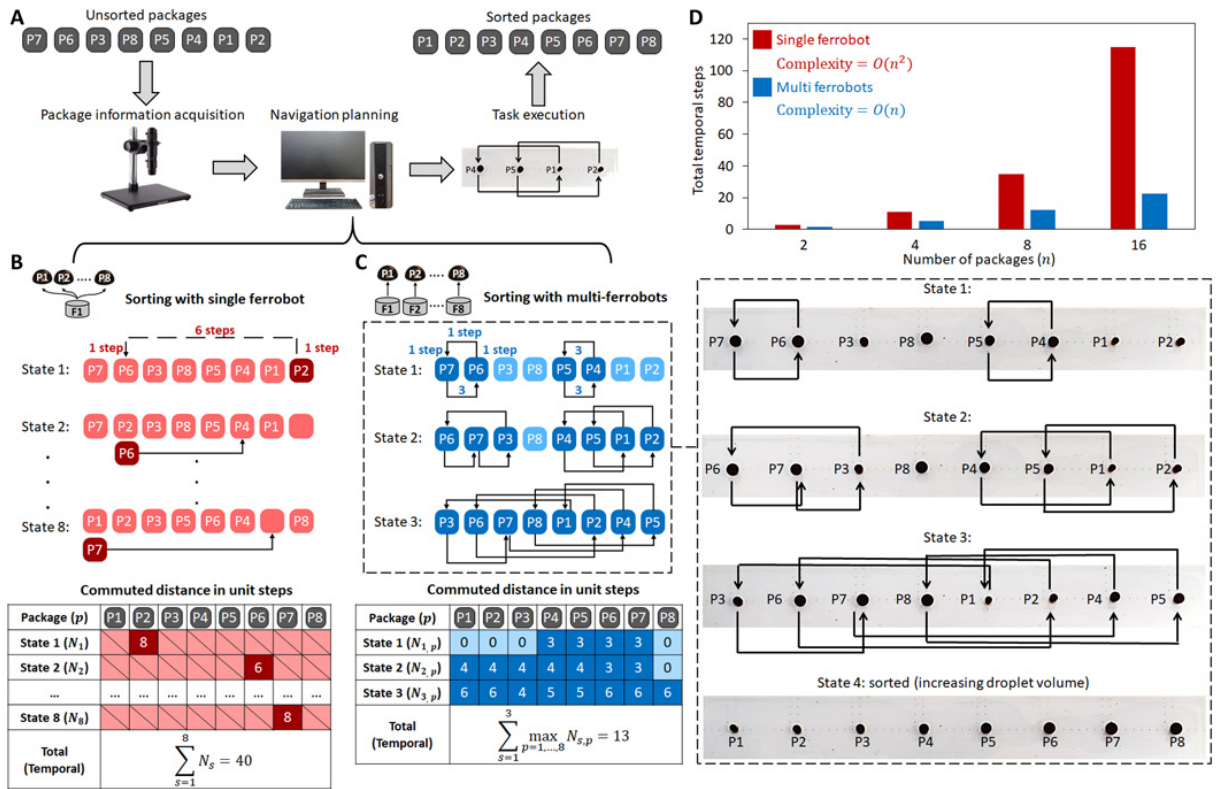 A
Unsorted packages
P7 P6 P3 P8 P5 P4 P1 P2
Sorted packages
P1 P2 P3 P4 P5 P6 P7 P8
Package information acquisition
Navigation planning
Task execution
P4 P5 P1 P2
B
P1 P2 .... P8
F1
Sorting with single ferrobot
6 steps
1 step
1 step
State 1:
P7 P6 P3 P8 P5 P4 P1 P2
State 2:
P7 P2 P3 P8 P5 P4 P1
P6
State 8:
P1 P2 P3 P5 P6 P4 P8
P7
Commuted distance in unit steps
Package (p) P1 P2 P3 P4 P5 P6 P7 P8
State 1 (N1) 8
State 2 (N2) 6
... ... ... ... ... ... ... ... ...
State 8 (N8) 8
Total (Temporal)
8
∑ Ns = 40
s=1
C
P1 P2 .... P8
F1 F2 .... F8
Sorting with multi-ferrobots
1 step
1 step 1 step 3
State 1:
P7 P6 P3 P8 P5 P4 P1 P2
3 3
State 2:
P6 P7 P3 P8 P4 P5 P1 P2
State 3:
P3 P6 P7 P8 P1 P2 P4 P5
Commuted distance in unit steps
Package (p) P1 P2 P3 P4 P5 P6 P7 P8
State 1 (N1,p) 0 0 0 3 3 3 3 0
State 2 (N2,p) 4 4 4 4 4 3 3 0
State 3 (N3,p) 6 6 4 5 5 6 6 6
Total (Temporal)
3
∑ max Ns,p = 13
s=1 p=1,...,8
D
Total temporal steps
120
100
80
60
40
20
0
Single ferrobot
Complexity = O(n²)
Multi ferrobots
Complexity = O(n)
2 4 8 16
Number of packages (n)
State 1:
P7 P6 P3 P8 P5 P4 P1 P2
State 2:
P6 P7 P3 P8 P4 P5 P1 P2
State 3:
P3 P6 P7 P8 P1 P2 P4 P5
State 4: sorted (increasing droplet volume)
P1 P2 P3 P4 P5 P6 P7 P8